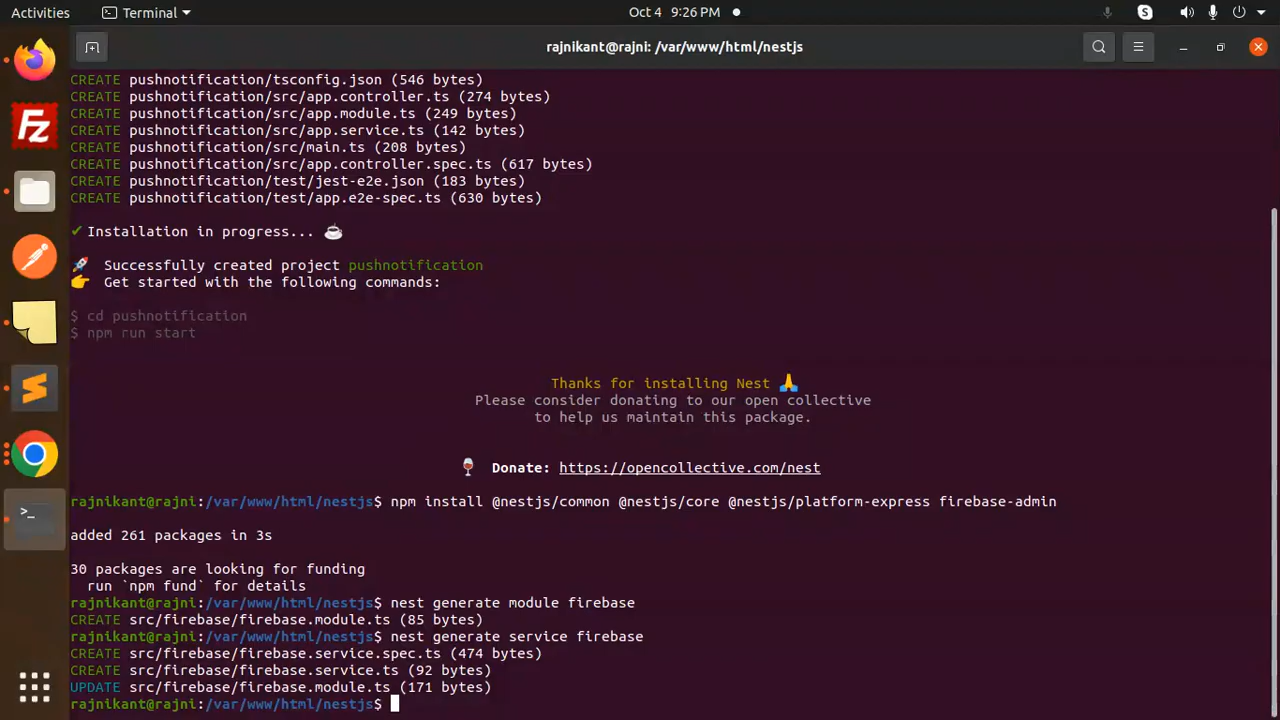 Activities
Terminal
Oct 4 9:26 PM
rajnikant@rajni: /var/www/html/nestjs
CREATE pushnotification/tsconfig.json (546 bytes)
CREATE pushnotification/src/app.controller.ts (274 bytes)
CREATE pushnotification/src/app.module.ts (249 bytes)
CREATE pushnotification/src/app.service.ts (142 bytes)
CREATE pushnotification/src/main.ts (208 bytes)
CREATE pushnotification/src/app.controller.spec.ts (617 bytes)
CREATE pushnotification/test/jest-e2e.json (183 bytes)
CREATE pushnotification/test/app.e2e-spec.ts (630 bytes)
✔ Installation in progress... ☕
🚀 Successfully created project pushnotification
👉 Get started with the following commands:
$ cd pushnotification
$ npm run start
Thanks for installing Nest 🙏
Please consider donating to our open collective
to help us maintain this package.
🍷 Donate: https://opencollective.com/nest
rajnikant@rajni:/var/www/html/nestjs$ npm install @nestjs/common @nestjs/core @nestjs/platform-express firebase-admin
added 261 packages in 3s
30 packages are looking for funding
run `npm fund` for details
rajnikant@rajni:/var/www/html/nestjs$ nest generate module firebase
CREATE src/firebase/firebase.module.ts (85 bytes)
rajnikant@rajni:/var/www/html/nestjs$ nest generate service firebase
CREATE src/firebase/firebase.service.spec.ts (474 bytes)
CREATE src/firebase/firebase.service.ts (92 bytes)
UPDATE src/firebase/firebase.module.ts (171 bytes)
rajnikant@rajni:/var/www/html/nestjs$